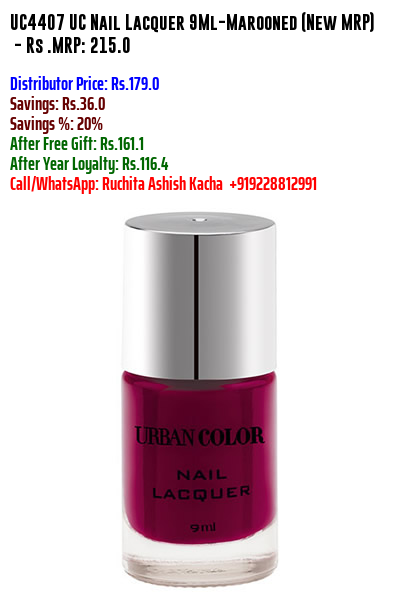 UC4407 UC Nail Lacquer 9Ml-Marooned (New MRP)
- Rs .MRP: 215.0
Distributor Price: Rs.179.0
Savings: Rs.36.0
Savings %: 20%
After Free Gift: Rs.161.1
After Year Loyalty: Rs.116.4
Call/WhatsApp: Ruchita Ashish Kacha +919228812991
URBAN COLOR
NAIL
LACQUER
9ml